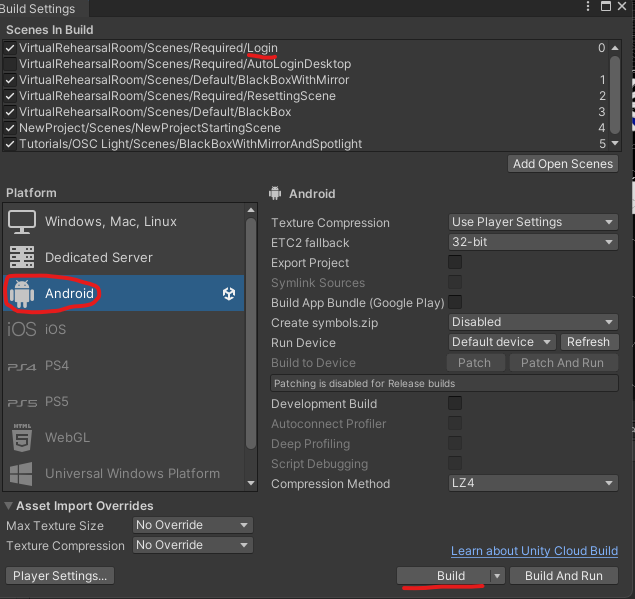 Build Settings
Scenes In Build
VirtualRehearsalRoom/Scenes/Required/Login 0
VirtualRehearsalRoom/Scenes/Required/AutoLoginDesktop
VirtualRehearsalRoom/Scenes/Default/BlackBoxWithMirror 1
VirtualRehearsalRoom/Scenes/Required/ResettingScene 2
VirtualRehearsalRoom/Scenes/Default/BlackBox 3
NewProject/Scenes/NewProjectStartingScene 4
Tutorials/OSC Light/Scenes/BlackBoxWithMirrorAndSpotlight 5
Add Open Scenes
Platform
Windows, Mac, Linux
Dedicated Server
Android
iOS iOS
PS4 PS4
PS5 PS5
HTML 5 WebGL
Universal Windows Platform
Android
Texture Compression Use Player Settings
ETC2 fallback 32-bit
Export Project
Symlink Sources
Build App Bundle (Google Play)
Create symbols.zip Disabled
Run Device Default device Refresh
Build to Device Patch Patch And Run
Patching is disabled for Release builds
Development Build
Autoconnect Profiler
Deep Profiling
Script Debugging
Compression Method LZ4
Asset Import Overrides
Max Texture Size No Override
Texture Compression No Override
Learn about Unity Cloud Build
Player Settings... Build Build And Run